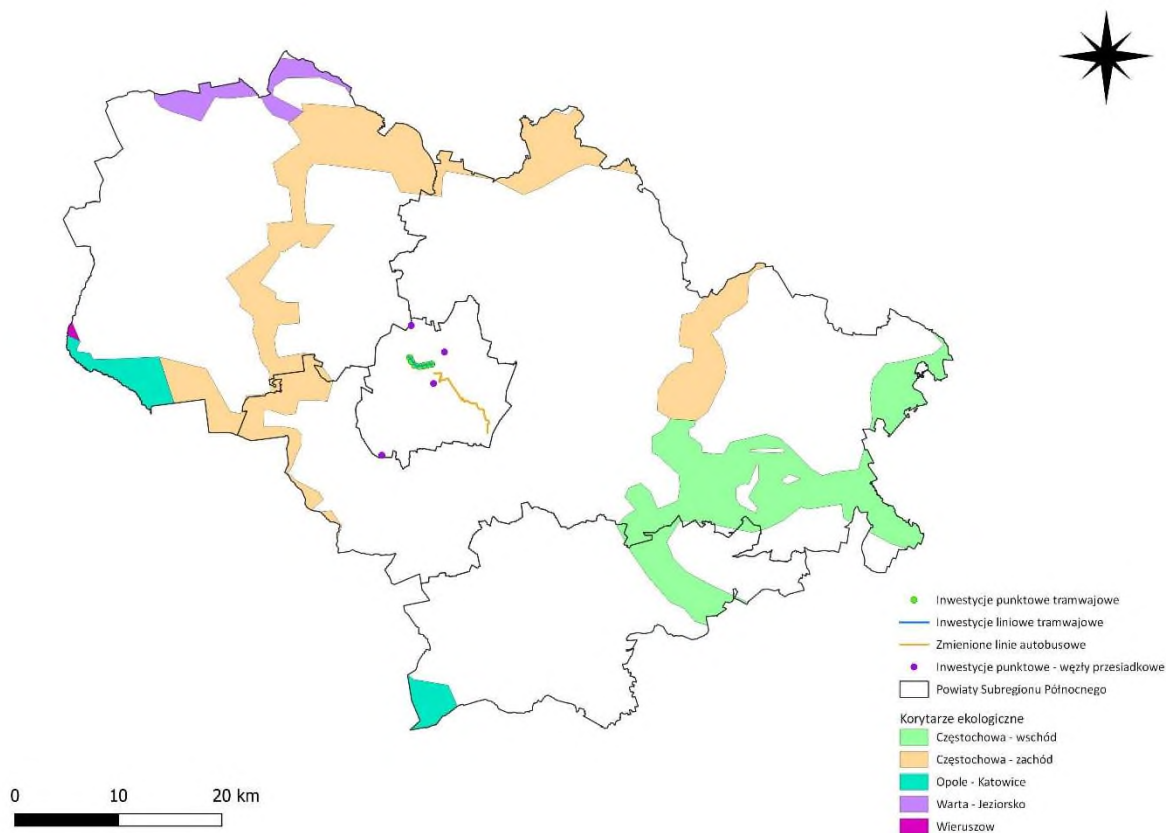 Inwestycje punktowe tramwajowe
Inwestycje liniowe tramwajowe
Zmienione linie autobusowe
Inwestycje punktowe - węzły przesiadkowe
Powiaty Subregionu Północnego
Korytarze ekologiczne
Częstochowa - wschód
Częstochowa - zachód
Opole - Katowice
Warta - Jeziorsko
Wieruszow
0 10 20 km